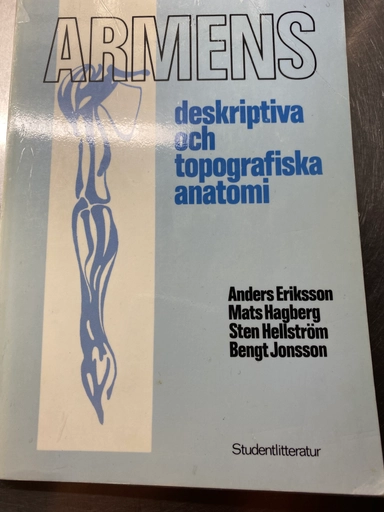 ARMENS
deskriptiva
och
topografiska
anatomi
Anders Eriksson
Mats Hagberg
Sten Hellström
Bengt Jonsson
Studentlitteratur